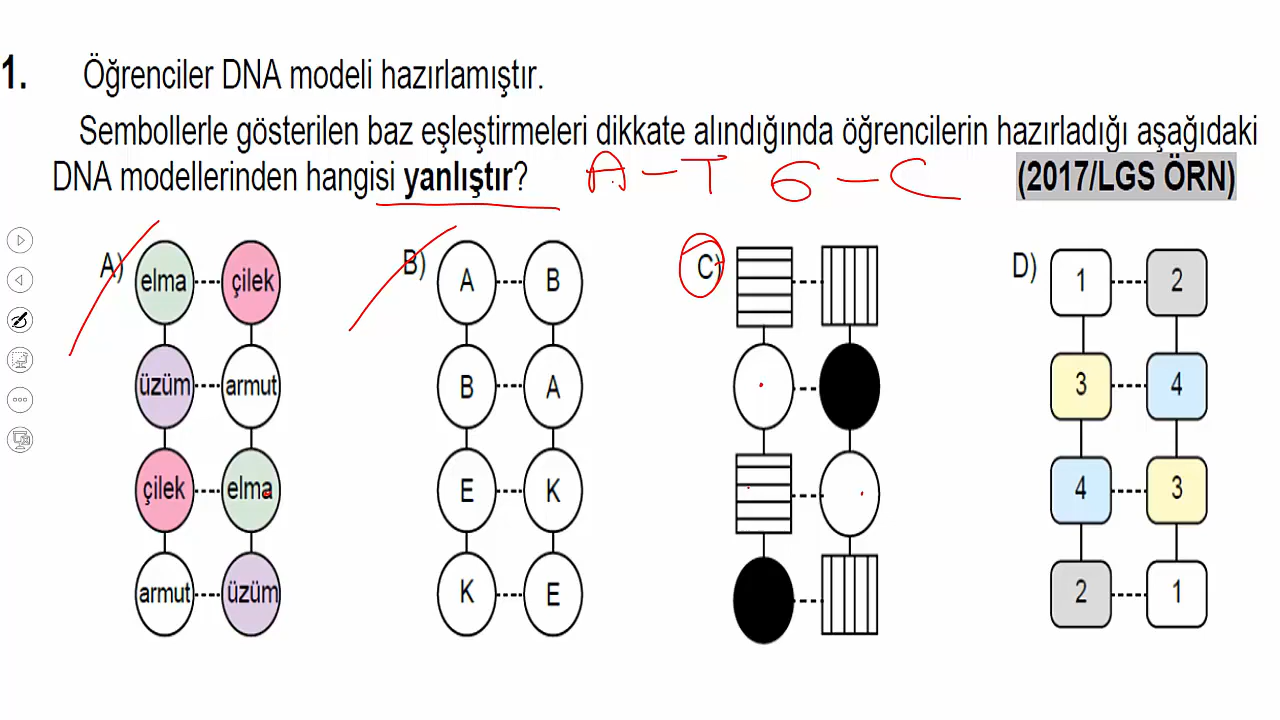 1. Öğrenciler DNA modeli hazırlamıştır.
Sembollerle gösterilen baz eşleştirmeleri dikkate alındığında öğrencilerin hazırladığı aşağıdaki
DNA modellerinden hangisi yanlıştır? A – T G – C (2017/LGS ÖRN)
A) elma çilek
üzüm armut
çilek elma
armut üzüm
B) A B
B A
E K
K E
C)
D) 1 2
3 4
4 3
2 1